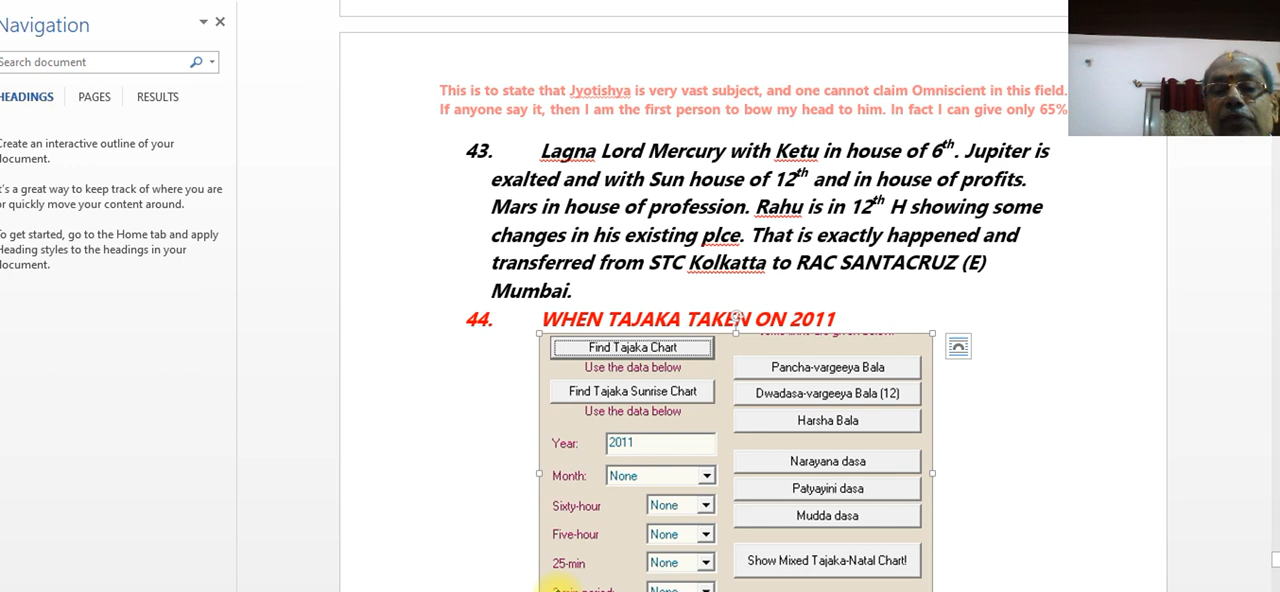 Navigation
Search document
HEADINGS PAGES RESULTS
Create an interactive outline of your
document.
It's a great way to keep track of where you are
or quickly move your content around.
To get started, go to the Home tab and apply
Heading styles to the headings in your
document.
This is to state that Jyotishya is very vast subject, and one cannot claim Omniscient in this field.
If anyone say it, then I am the first person to bow my head to him. In fact I can give only 65%
43. Lagna Lord Mercury with Ketu in house of 6th. Jupiter is
exalted and with Sun house of 12th and in house of profits.
Mars in house of profession. Rahu is in 12th H showing some
changes in his existing plce. That is exactly happened and
transferred from STC Kolkatta to RAC SANTACRUZ (E)
Mumbai.
44. WHEN TAJAKA TAKEN ON 2011
Find Tajaka Chart
Use the data below
Find Tajaka Sunrise Chart
Use the data below
Year: 2011
Month: None
Sixty-hour None
Five-hour None
25-min None
None
Pancha-vargeeya Bala
Dwadasa-vargeeya Bala (12)
Harsha Bala
Narayana dasa
Patyayini dasa
Mudda dasa
Show Mixed Tajaka-Natal Chart!